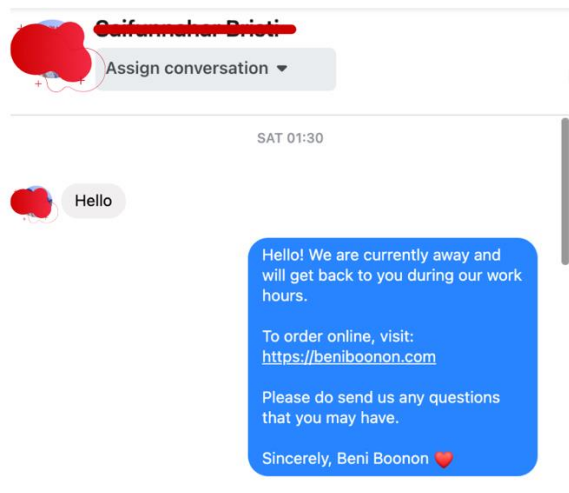 Assign conversation
SAT 01:30
Hello
Hello! We are currently away and
will get back to you during our work
hours.
To order online, visit:
https://beniboonon.com
Please do send us any questions
that you may have.
Sincerely, Beni Boonon ❤️